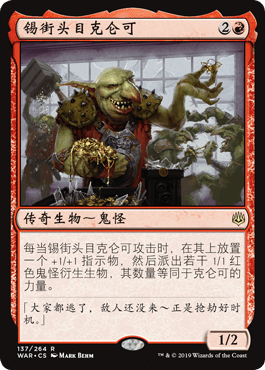 锡街头目克仑可 2
传奇生物~鬼怪
每当锡街头目克仑可攻击时，在其上放置
一个+1/+1指示物，然后派出若干1/1红
色鬼怪衍生生物，其数量等同于克仑可的
力量。
「大家都逃了，敌人还没来～正是抢劫好时
机。」
1/2
137/264 R
WAR • CS MARK BEHM
™ & © 2019 Wizards of the Coast